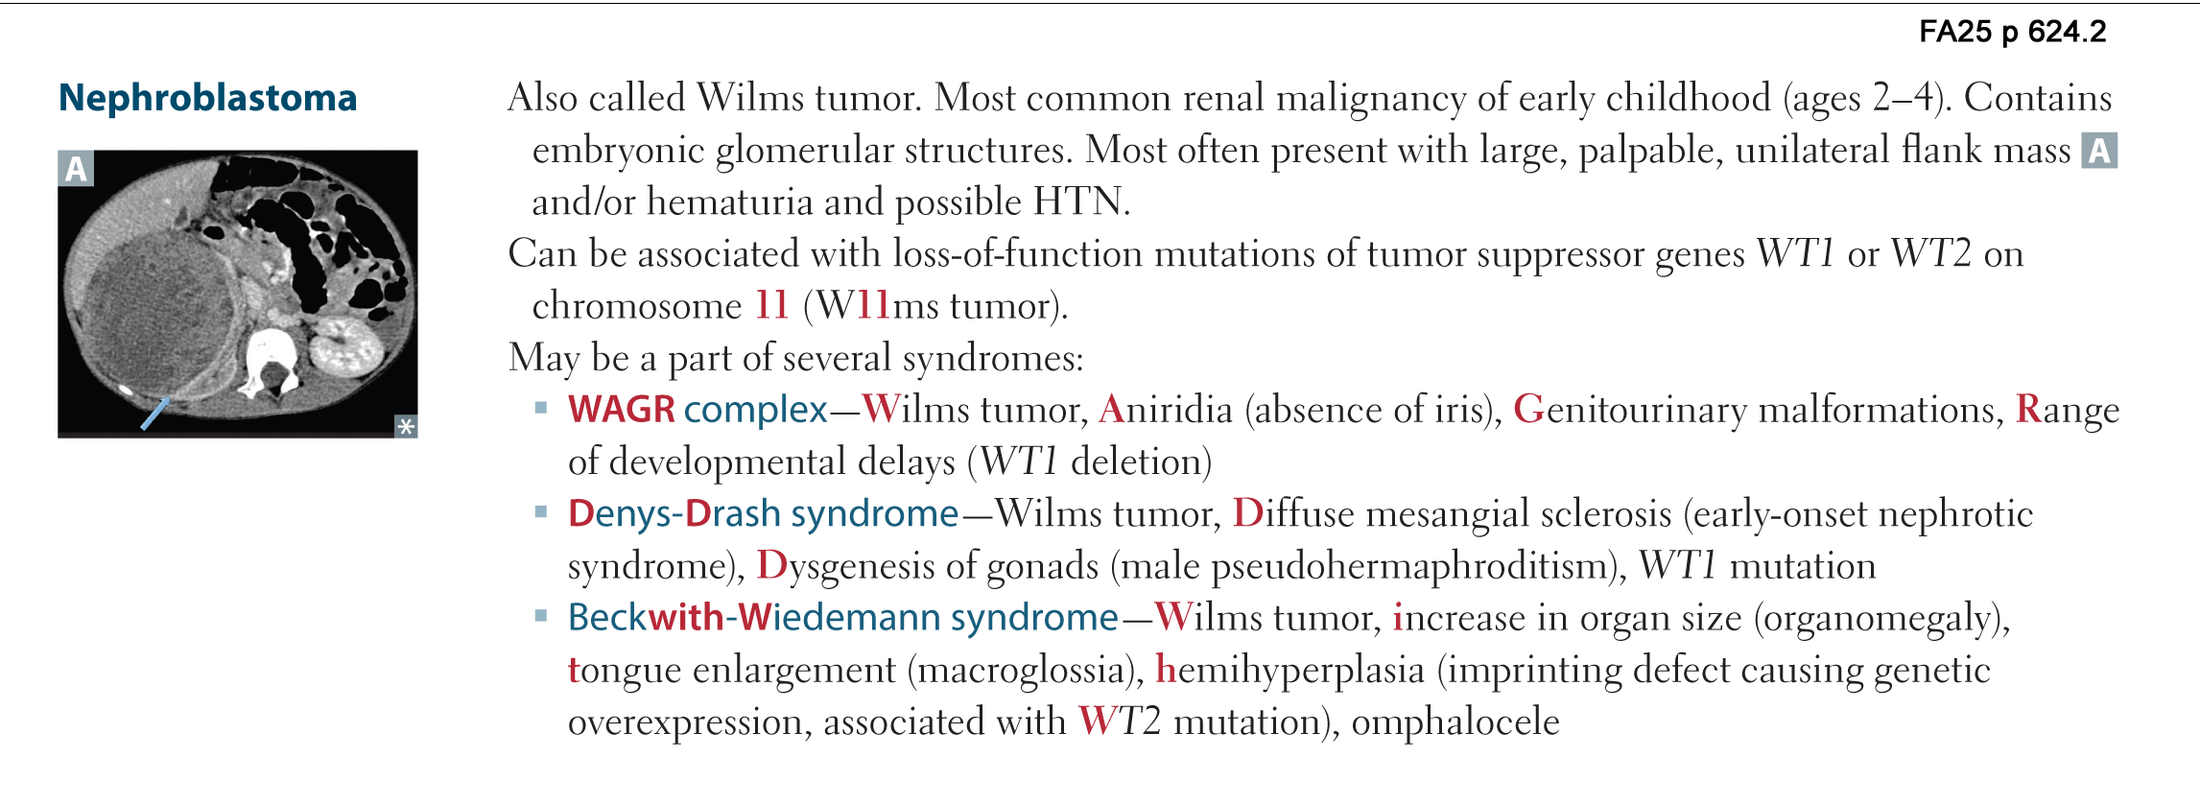 FA25 p 624.2
Nephroblastoma
A
*
Also called Wilms tumor. Most common renal malignancy of early childhood (ages 2–4). Contains
embryonic glomerular structures. Most often present with large, palpable, unilateral flank mass A
and/or hematuria and possible HTN.
Can be associated with loss-of-function mutations of tumor suppressor genes WT1 or WT2 on
chromosome 11 (W11ms tumor).
May be a part of several syndromes:
▪ WAGR complex—Wilms tumor, Aniridia (absence of iris), Genitourinary malformations, Range
of developmental delays (WT1 deletion)
▪ Denys-Drash syndrome—Wilms tumor, Diffuse mesangial sclerosis (early-onset nephrotic
syndrome), Dysgenesis of gonads (male pseudohermaphroditism), WT1 mutation
▪ Beckwith-Wiedemann syndrome—Wilms tumor, increase in organ size (organomegaly),
tongue enlargement (macroglossia), hemihyperplasia (imprinting defect causing genetic
overexpression, associated with WT2 mutation), omphalocele